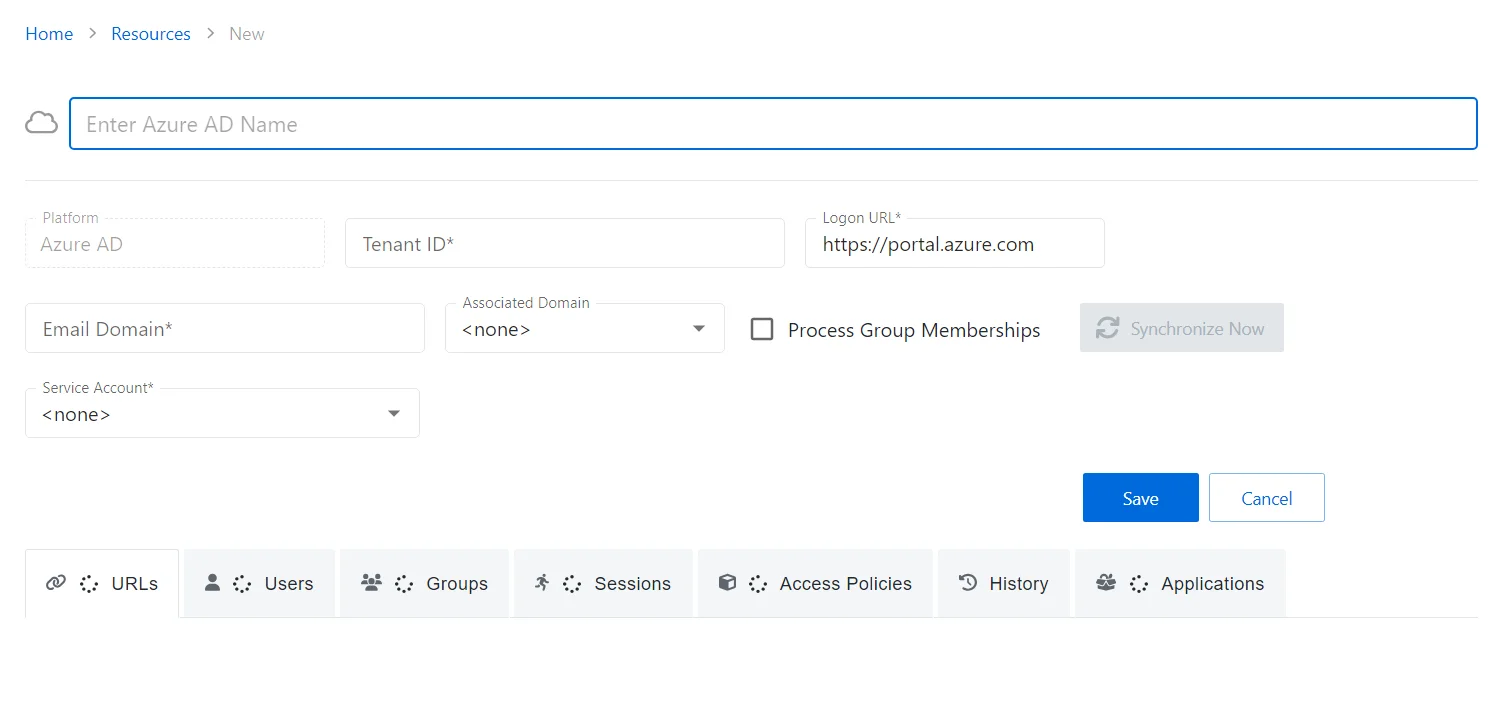 Home > Resources > New
Enter Azure AD Name
Platform
Azure AD
Tenant ID*
Logon URL*
https://portal.azure.com
Email Domain*
Associated Domain
<none>
Process Group Memberships
Synchronize Now
Service Account*
<none>
Save
Cancel
URLs
Users
Groups
Sessions
Access Policies
History
Applications